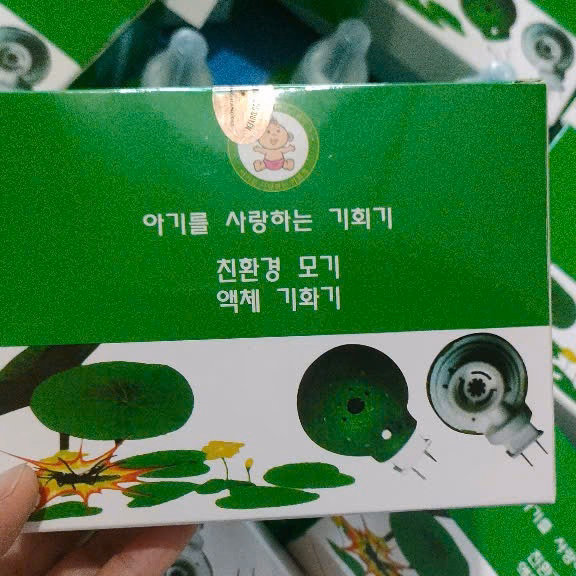 아기를 사랑하는 기회기
친환경 모기
액체 기화기